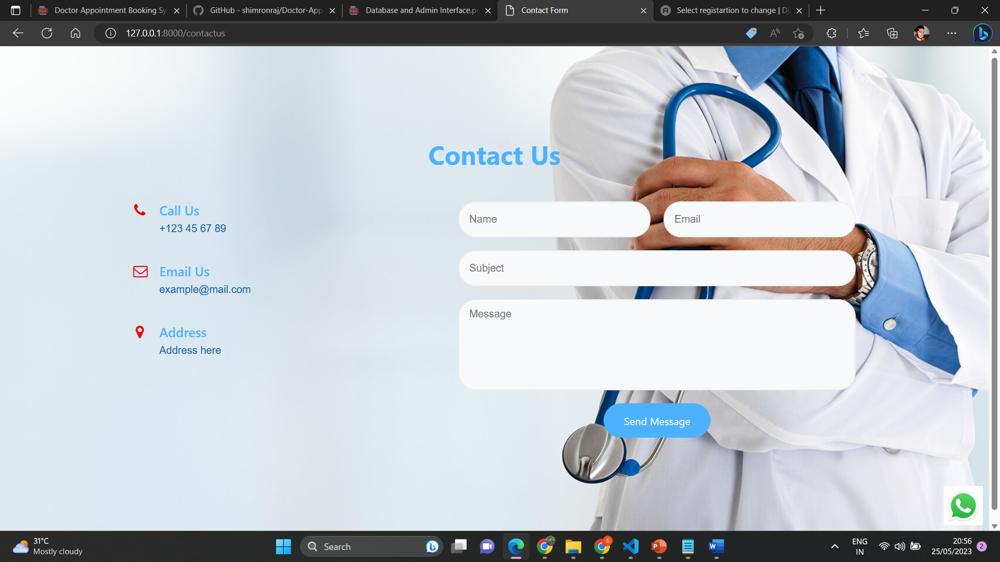 Doctor Appointment Booking Sy
GitHub - shimronraj/Doctor-App
Database and Admin Interface.p
Contact Form
Select registartion to change | Dj
127.0.0.1:8000/contactus
Contact Us
Call Us
+123 45 67 89
Email Us
example@mail.com
Address
Address here
Name
Email
Subject
Message
Send Message
31°C
Mostly cloudy
Search
ENG
IN
20:56
25/05/2023
2